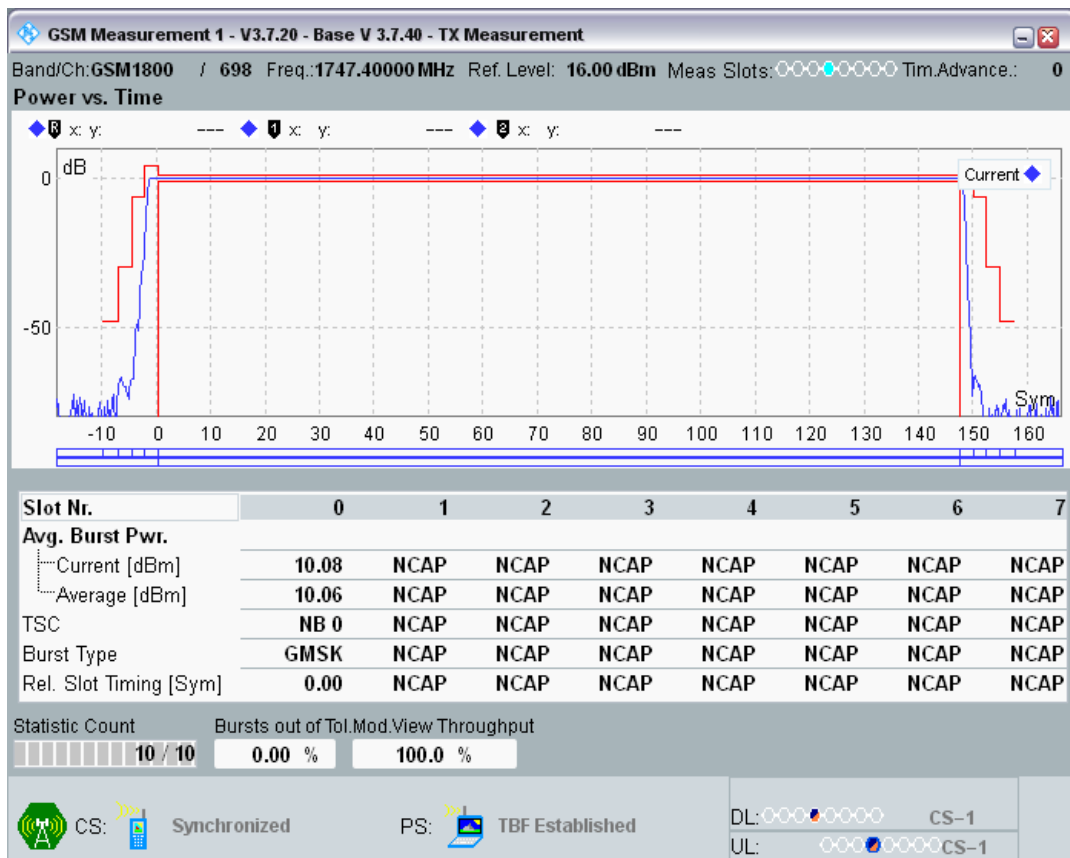 GSM Measurement 1 - V3.7.20 - Base V 3.7.40 - TX Measurement
Band/Ch:GSM1800 / 698 Freq.:1747.40000 MHz Ref. Level: 16.00 dBm Meas Slots: Tim.Advance.: 0
Power vs. Time
R x: y: --- 1 x: y: --- 2 x: y: ---
dB
Current
0
-50
Sym
-10 0 10 20 30 40 50 60 70 80 90 100 110 120 130 140 150 160
Slot Nr. 0 1 2 3 4 5 6 7
Avg. Burst Pwr.
Current [dBm] 10.08 NCAP NCAP NCAP NCAP NCAP NCAP NCAP
Average [dBm] 10.06 NCAP NCAP NCAP NCAP NCAP NCAP NCAP
TSC NB 0 NCAP NCAP NCAP NCAP NCAP NCAP NCAP
Burst Type GMSK NCAP NCAP NCAP NCAP NCAP NCAP NCAP
Rel. Slot Timing [Sym] 0.00 NCAP NCAP NCAP NCAP NCAP NCAP NCAP
Statistic Count Bursts out of Tol. Mod.View Throughput
10 / 10 0.00 % 100.0 %
CS: Synchronized PS: TBF Established DL: CS-1
UL: CS-1